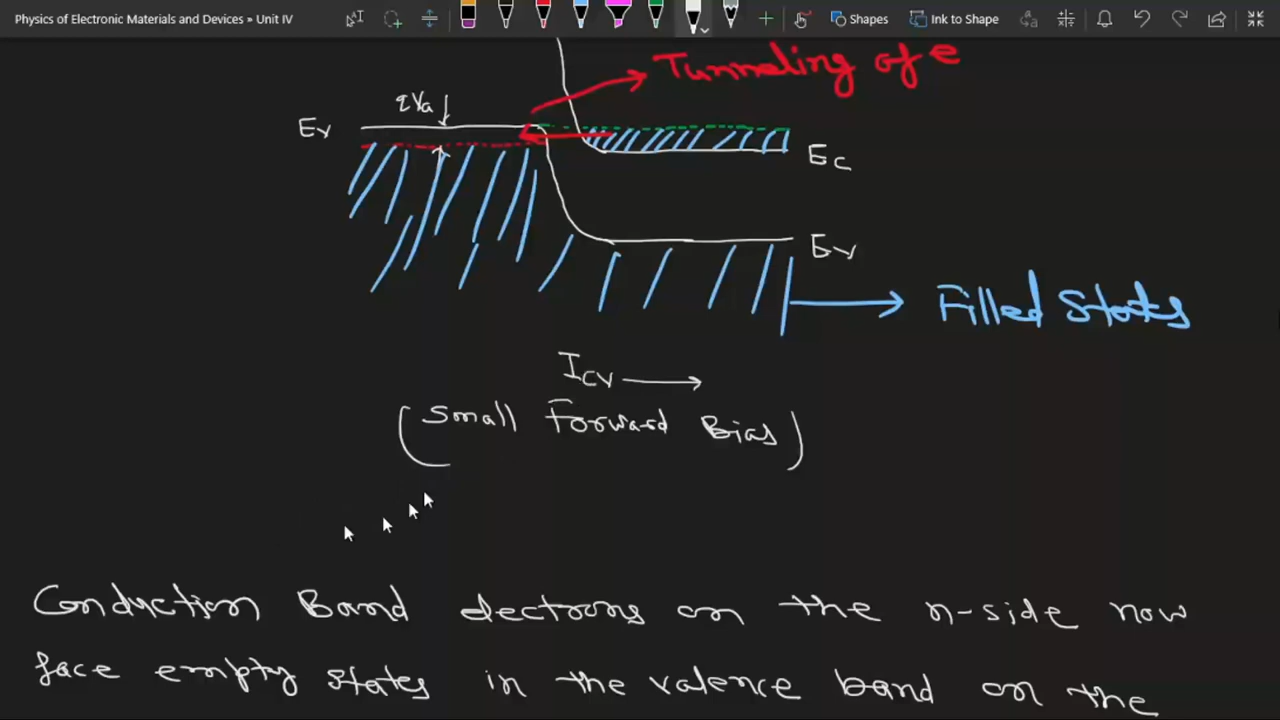 Physics of Electronic Materials and Devices » Unit IV
Shapes
Ink to Shape
Tunneling of e
qVa
Ev
Ec
Ev
Filled States
Icv
(Small Forward Bias)
Conduction Band electrons on the n-side now
face empty states in the valence band on the